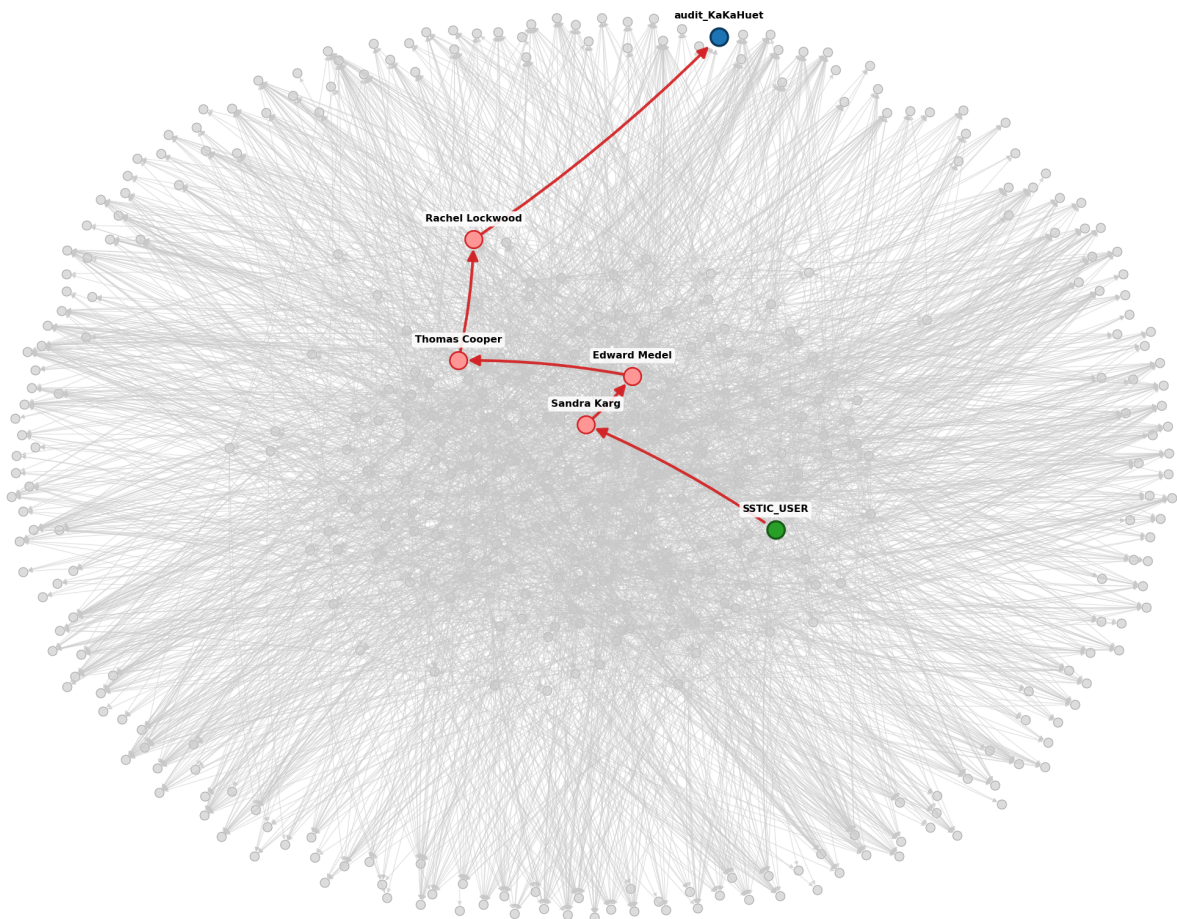 audit_KaKaHuet
Rachel Lockwood
Thomas Cooper
Edward Medel
Sandra Karg
SSTIC_USER